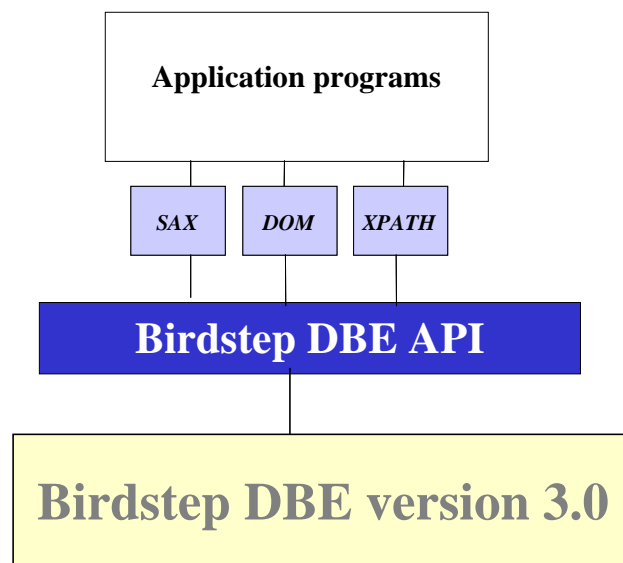 Application programs
SAX
DOM
XPATH
Birdstep DBE API
Birdstep DBE version 3.0